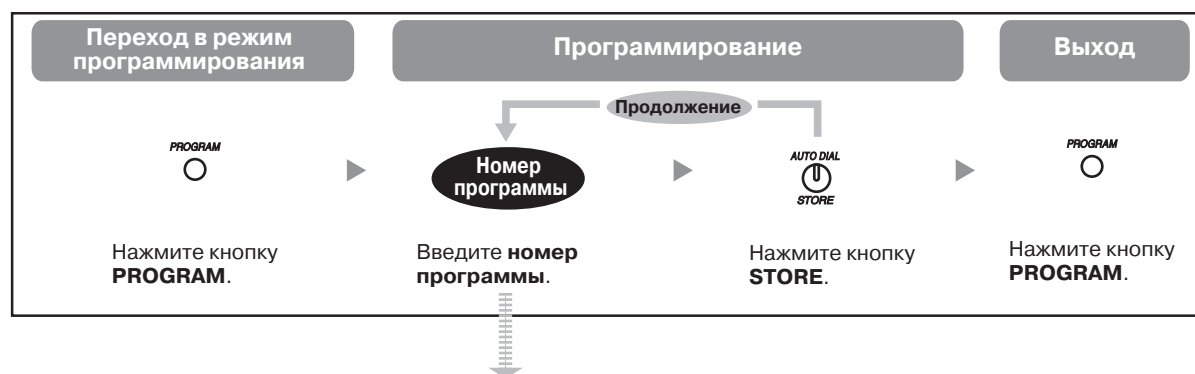 Переход в режим
программирования
Программирование
Выход
Продолжение
PROGRAM
Номер
программы
AUTO DIAL
STORE
PROGRAM
Нажмите кнопку
PROGRAM.
Введите номер
программы.
Нажмите кнопку
STORE.
Нажмите кнопку
PROGRAM.